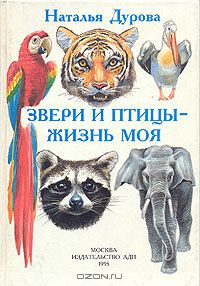 Наталья Дурова
ЗВЕРИ И ПТИЦЫ-
ЖИЗНЬ МОЯ
МОСКВА
ИЗДАТЕЛЬСТВО АДП
1995
OZON.ru